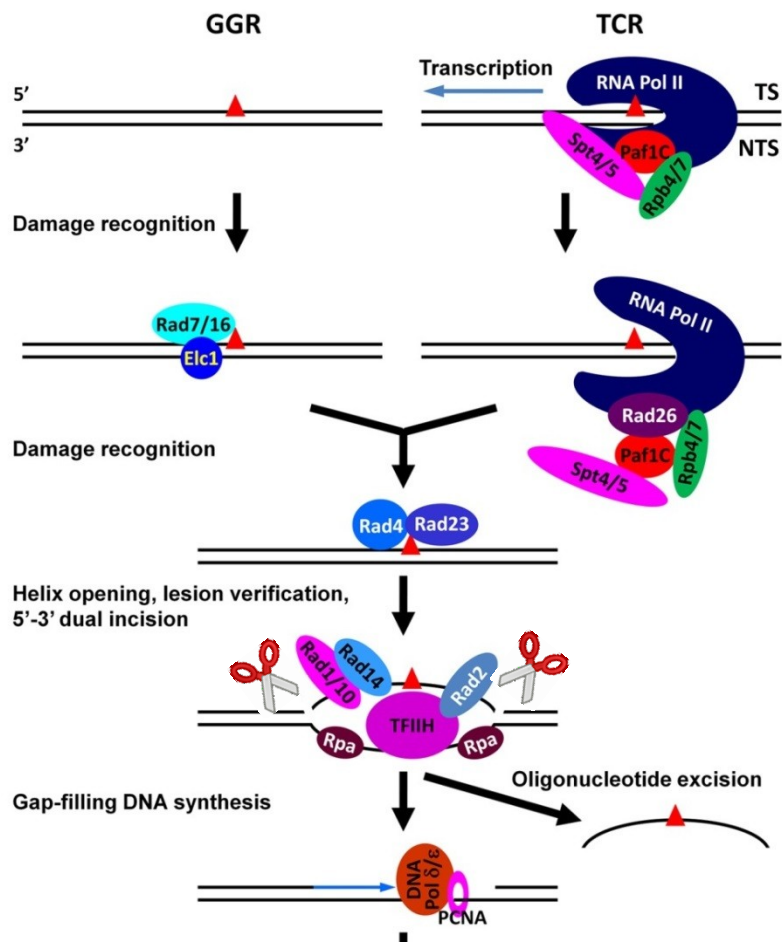 GGR
TCR
Transcription
RNA Pol II
5’
TS
3’
NTS
Spt4/5
Paf1C
Rpb4/7
Damage recognition
Rad7/16
Elc1
RNA Pol II
Rad26
Paf1C
Spt4/5
Rpb4/7
Damage recognition
Rad4
Rad23
Helix opening, lesion verification,
5’-3’ dual incision
Rad1/10
Rad14
Rad2
TFIIH
Rpa
Rpa
Oligonucleotide excision
Gap-filling DNA synthesis
DNA
Pol δ/ε
PCNA